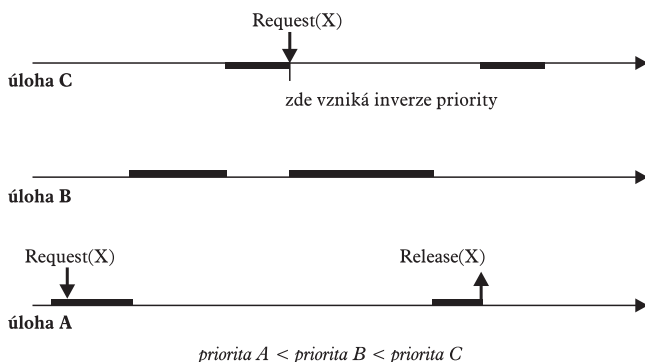 Request(X)
úloha C
zde vzniká inverze priority
úloha B
Request(X)
Release(X)
úloha A
priorita A < priorita B < priorita C